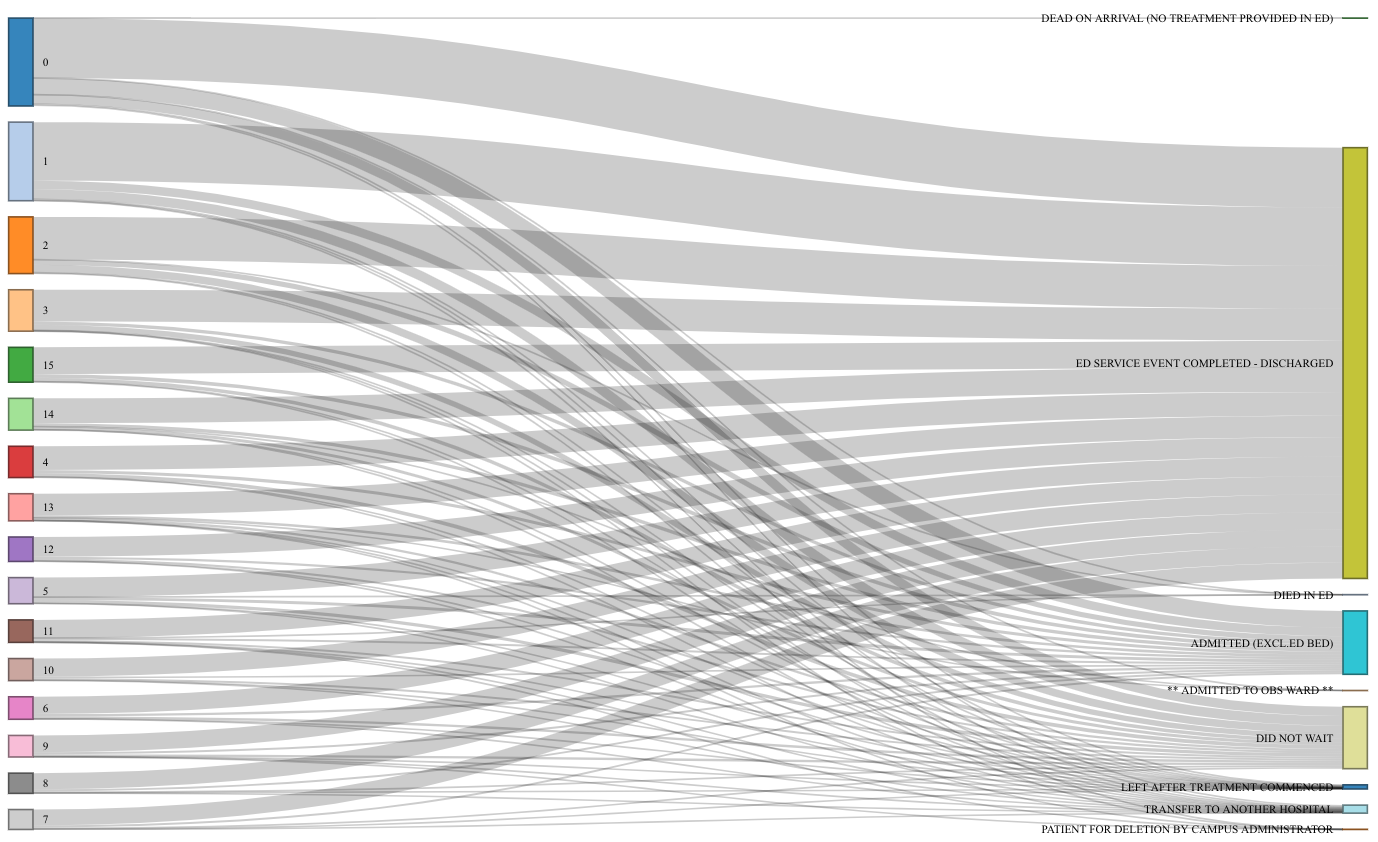 DEAD ON ARRIVAL (NO TREATMENT PROVIDED IN ED)
0
1
2
3
15
ED SERVICE EVENT COMPLETED - DISCHARGED
14
4
13
12
5
DIED IN ED
11
ADMITTED (EXCL.ED BED)
10
** ADMITTED TO OBS WARD **
6
DID NOT WAIT
9
8
LEFT AFTER TREATMENT COMMENCED
TRANSFER TO ANOTHER HOSPITAL
7
PATIENT FOR DELETION BY CAMPUS ADMINISTRATOR